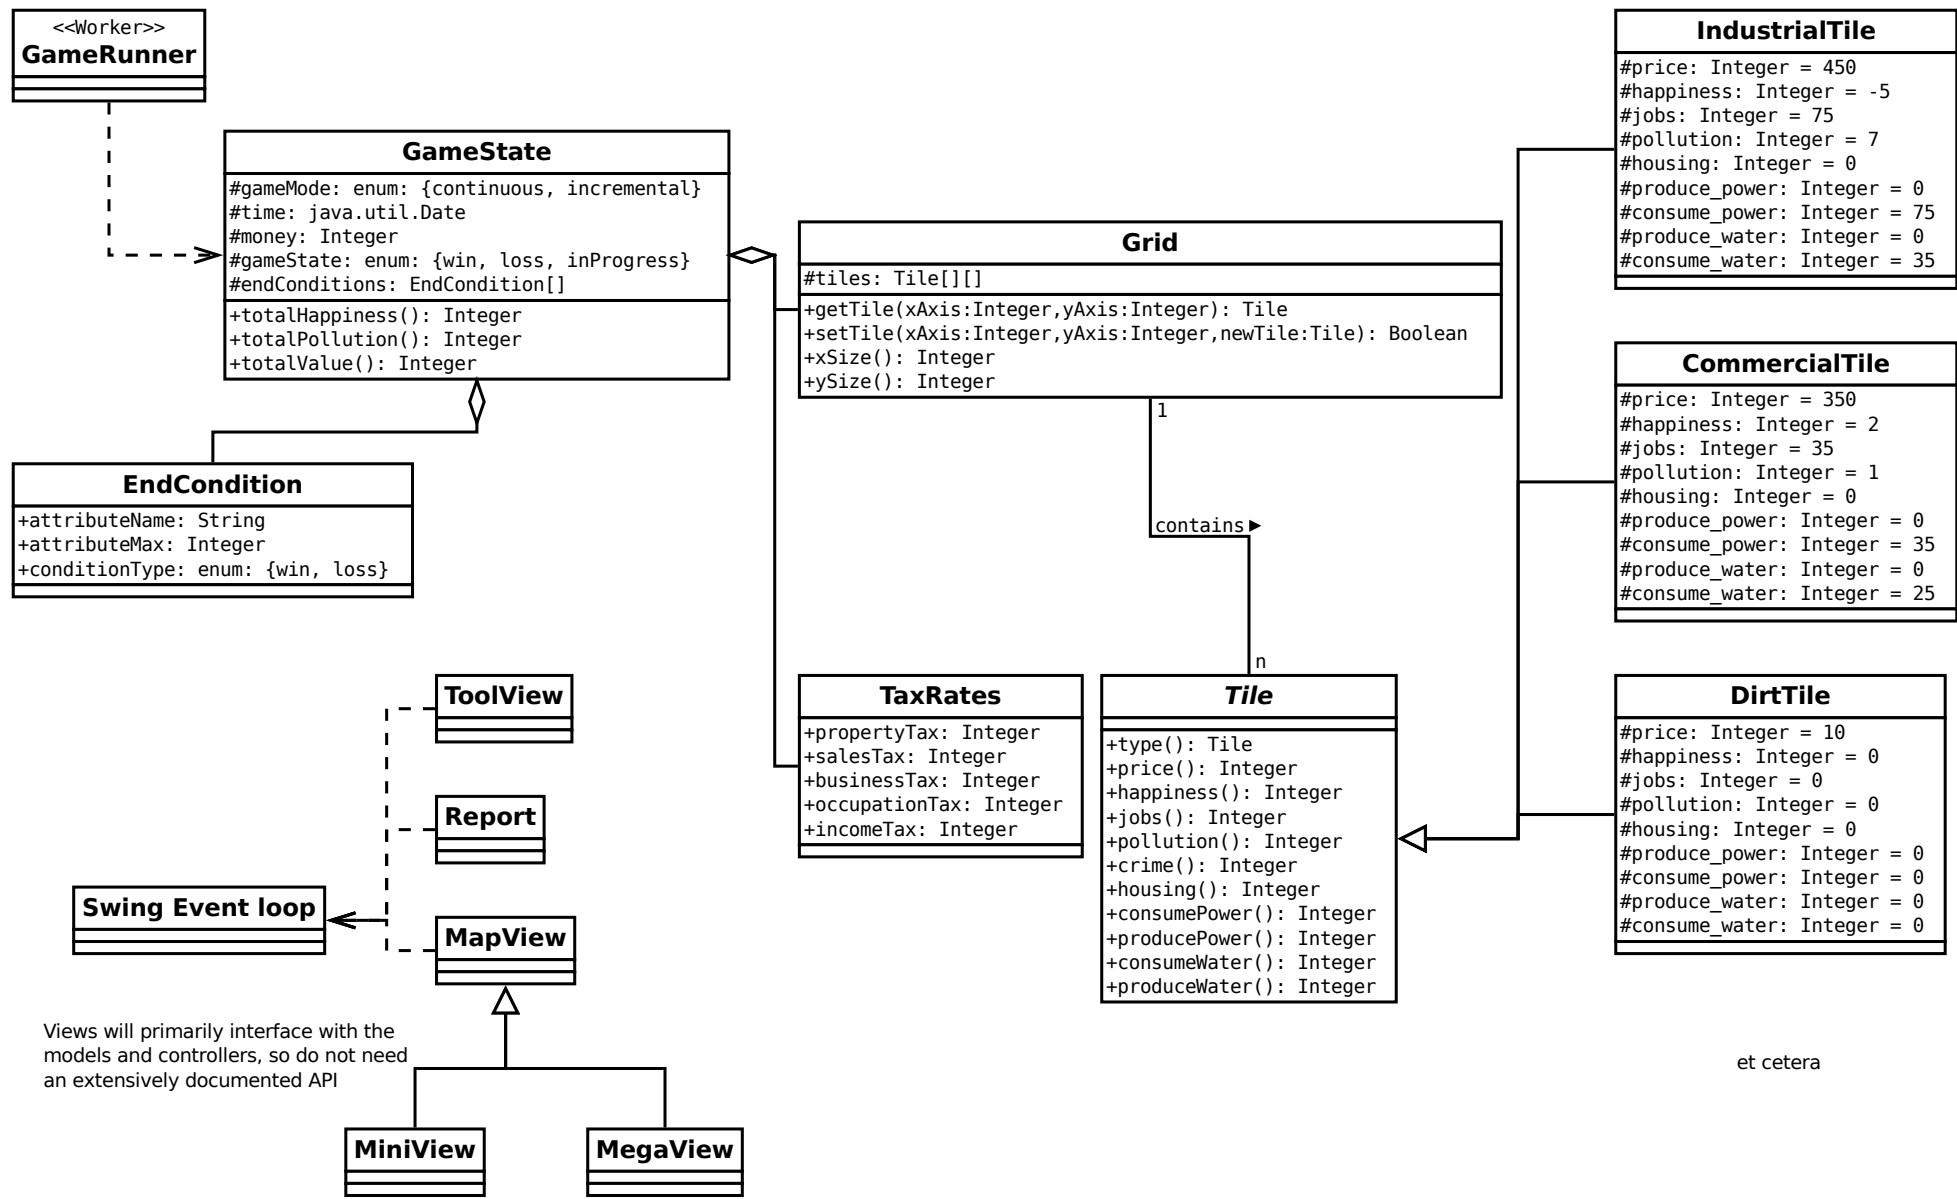 <<Worker>>
GameRunner
GameState
#gameMode: enum: {continuous, incremental}
#time: java.util.Date
#money: Integer
#gameState: enum: {win, loss, inProgress}
#endConditions: EndCondition[]
+totalHappiness(): Integer
+totalPollution(): Integer
+totalValue(): Integer
EndCondition
+attributeName: String
+attributeMax: Integer
+conditionType: enum: {win, loss}
Grid
#tiles: Tile[][]
+getTile(xAxis:Integer,yAxis:Integer): Tile
+setTile(xAxis:Integer,yAxis:Integer,newTile:Tile): Boolean
+xSize(): Integer
+ySize(): Integer
1
contains
n
TaxRates
+propertyTax: Integer
+salesTax: Integer
+businessTax: Integer
+occupationTax: Integer
+incomeTax: Integer
Tile
+type(): Tile
+price(): Integer
+happiness(): Integer
+jobs(): Integer
+pollution(): Integer
+crime(): Integer
+housing(): Integer
+consumePower(): Integer
+producePower(): Integer
+consumeWater(): Integer
+produceWater(): Integer
IndustrialTile
#price: Integer = 450
#happiness: Integer = -5
#jobs: Integer = 75
#pollution: Integer = 7
#housing: Integer = 0
#produce_power: Integer = 0
#consume_power: Integer = 75
#produce_water: Integer = 0
#consume_water: Integer = 35
CommercialTile
#price: Integer = 350
#happiness: Integer = 2
#jobs: Integer = 35
#pollution: Integer = 1
#housing: Integer = 0
#produce_power: Integer = 0
#consume_power: Integer = 35
#produce_water: Integer = 0
#consume_water: Integer = 25
DirtTile
#price: Integer = 10
#happiness: Integer = 0
#jobs: Integer = 0
#pollution: Integer = 0
#housing: Integer = 0
#produce_power: Integer = 0
#consume_power: Integer = 0
#produce_water: Integer = 0
#consume_water: Integer = 0
et cetera
ToolView
Report
Swing Event loop
MapView
Views will primarily interface with the
models and controllers, so do not need
an extensively documented API
MiniView
MegaView